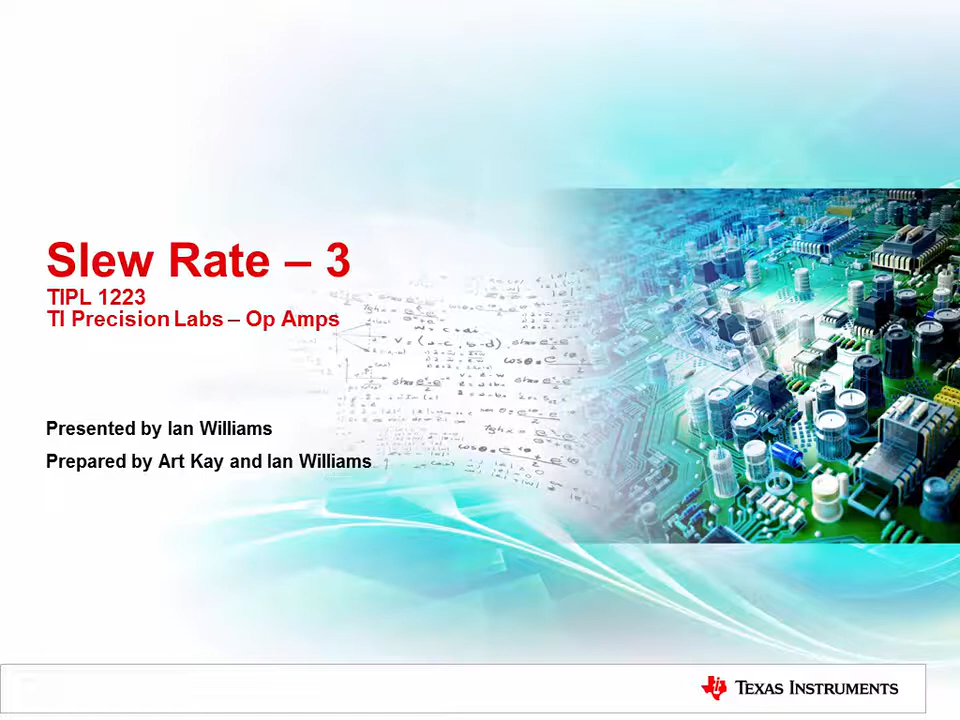 Slew Rate – 3
TIPL 1223
TI Precision Labs – Op Amps
Presented by Ian Williams
Prepared by Art Kay and Ian Williams
TEXAS INSTRUMENTS